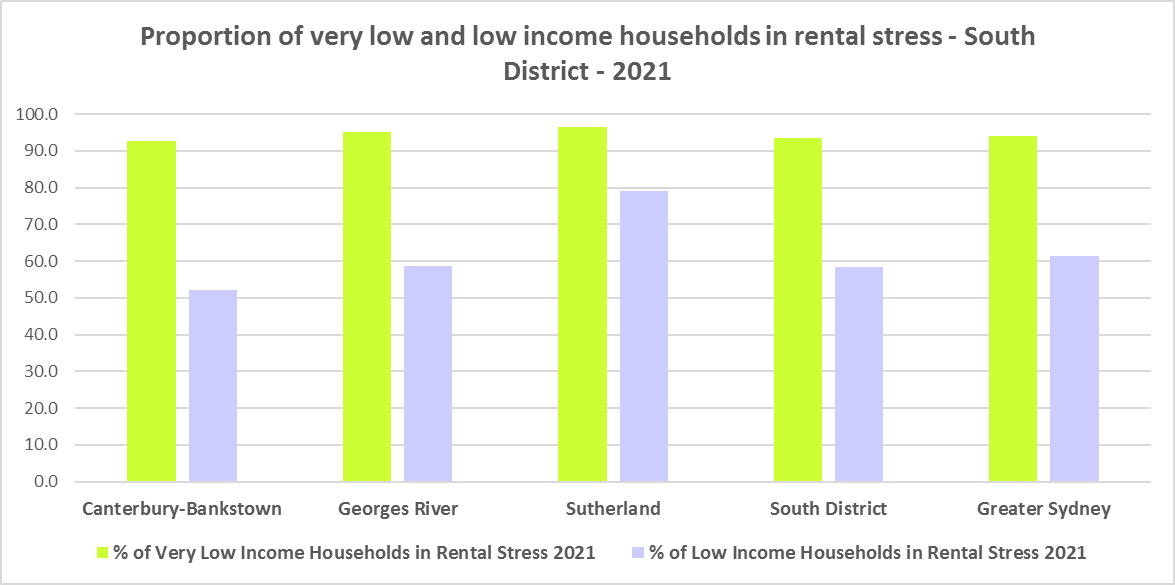 Proportion of very low and low income households in rental stress - South
District - 2021
100.0
90.0
80.0
70.0
60.0
50.0
40.0
30.0
20.0
10.0
0.0
Canterbury-Bankstown Georges River Sutherland South District Greater Sydney
% of Very Low Income Households in Rental Stress 2021 % of Low Income Households in Rental Stress 2021